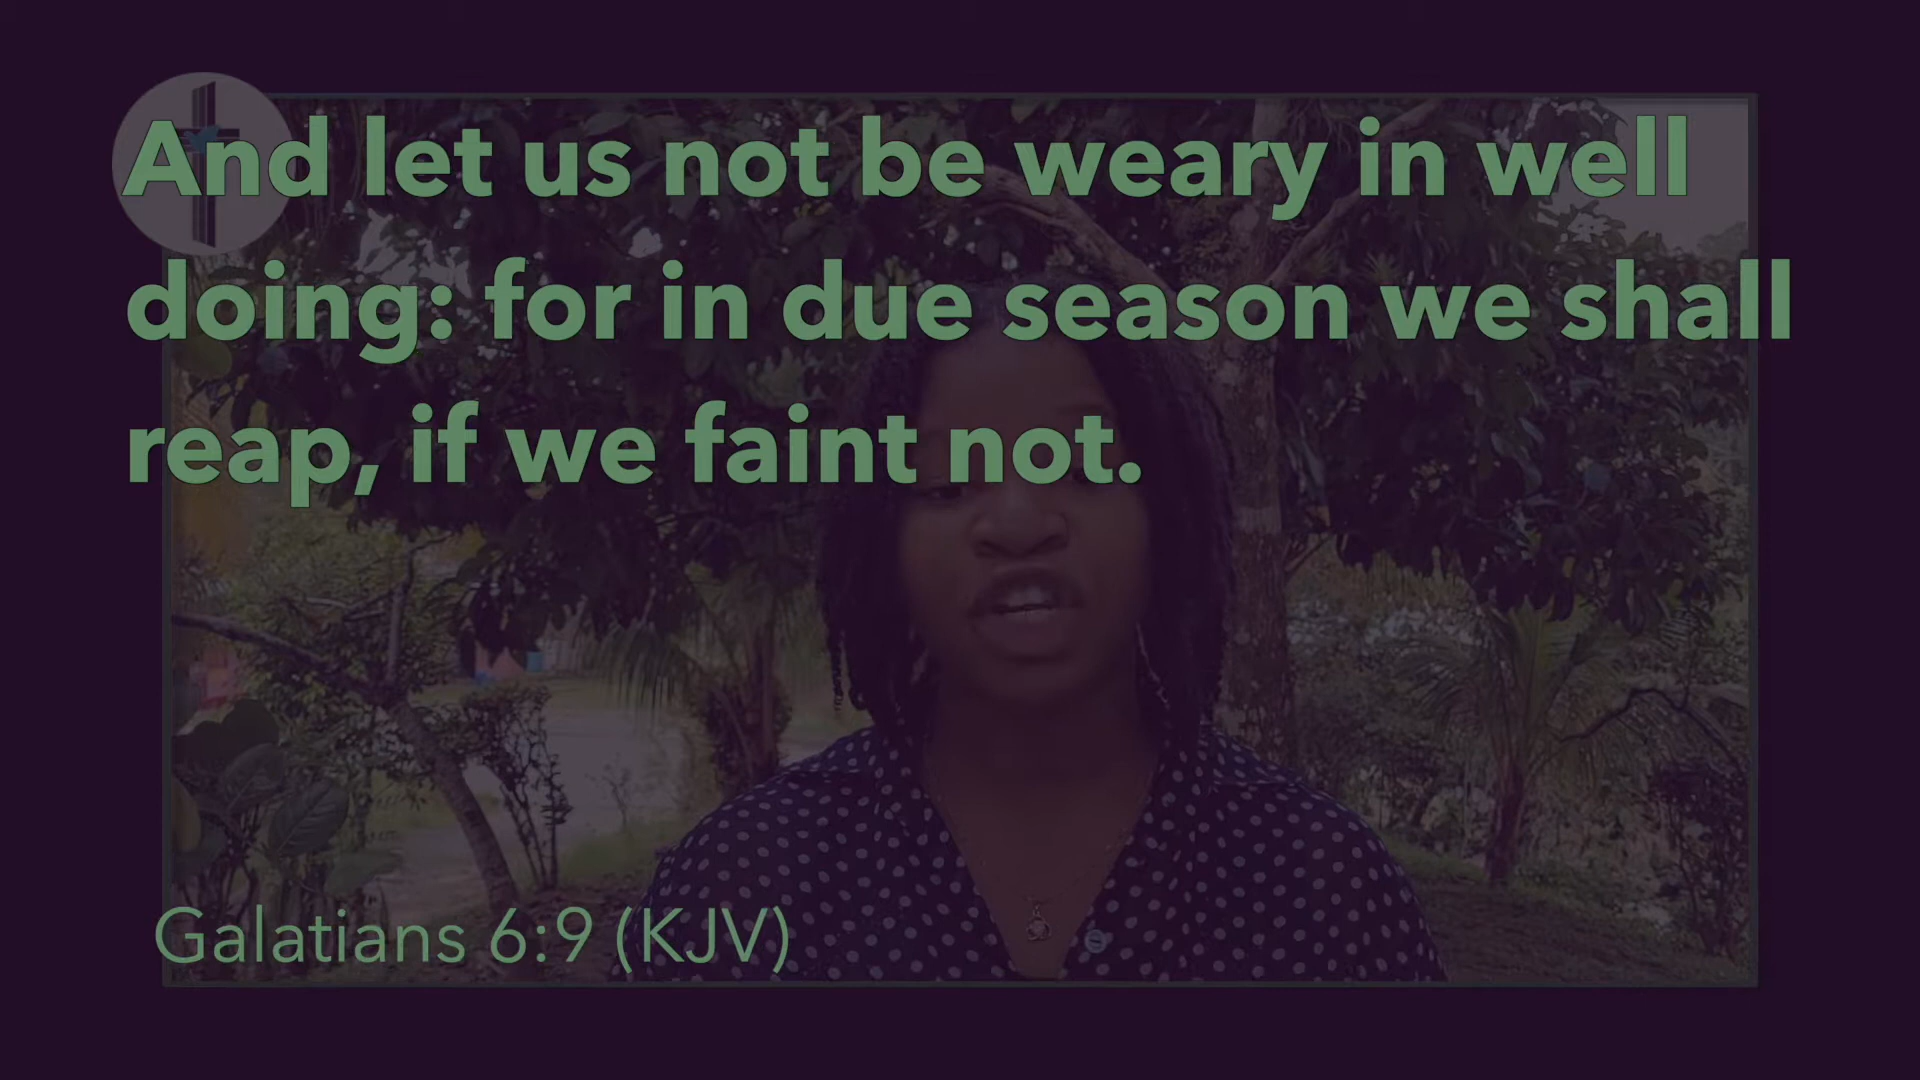 And let us not be weary in well
doing: for in due season we shall
reap, if we faint not.
Galatians 6:9 (KJV)